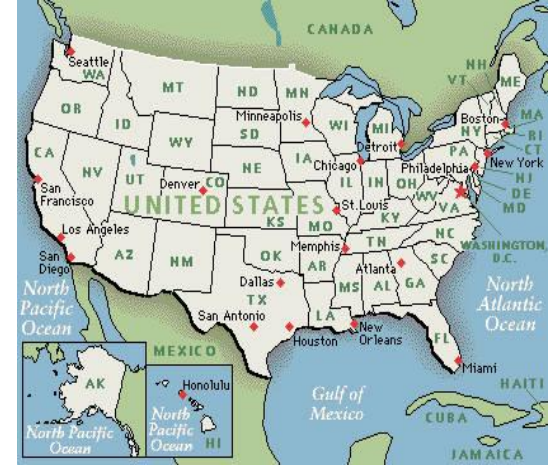 CANADA
Seattle
WA
MT
ND
MN
NH
VT
ME
OR
ID
Minneapolis
WI
MI
Boston
MA
NY
RI
CT
SD
WY
Detroit
CA
NV
UT
Denver
CO
NE
IA
Chicago
IL
IN
OH
PA
Philadelphia
New York
NJ
DE
MD
WV
VA
San
Francisco
UNITED STATES
KS
MO
St.Louis
KY
WASHINGTON,
D.C.
Los Angeles
San
Diego
AZ
NM
OK
AR
Memphis
TN
NC
SC
Atlanta
MS
AL
GA
Dallas
TX
San Antonio
Houston
LA
New
Orleans
FL
Miami
North
Pacific
Ocean
North
Atlantic
Ocean
MEXICO
Gulf of
Mexico
CUBA
HAITI
JAMAICA
AK
North Pacific
Ocean
Honolulu
North
Pacific
Ocean
HI